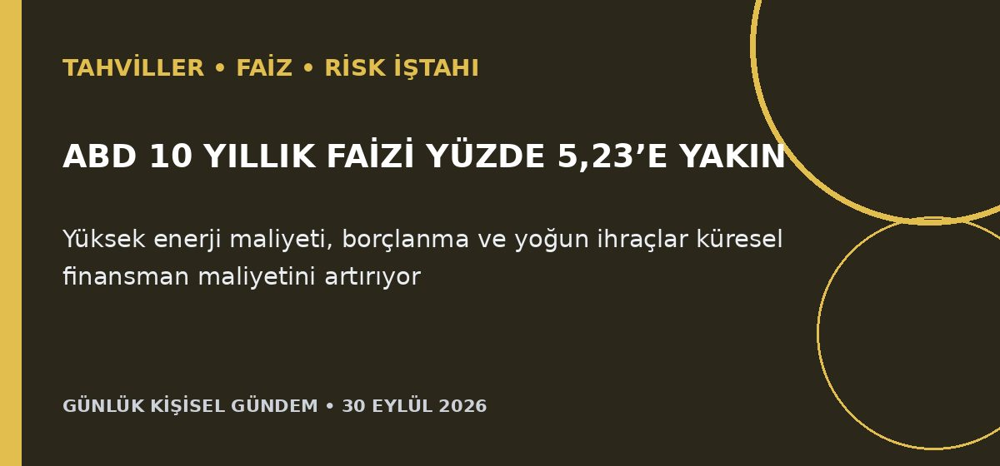 TAHVİLLER • FAİZ • RİSK İŞTAHI
ABD 10 YILLIK FAİZİ YÜZDE 5,23’E YAKIN
Yüksek enerji maliyeti, borçlanma ve yoğun ihraçlar küresel
finansman maliyetini artırıyor
GÜNLÜK KİŞİSEL GÜNDEM • 30 EYLÜL 2026